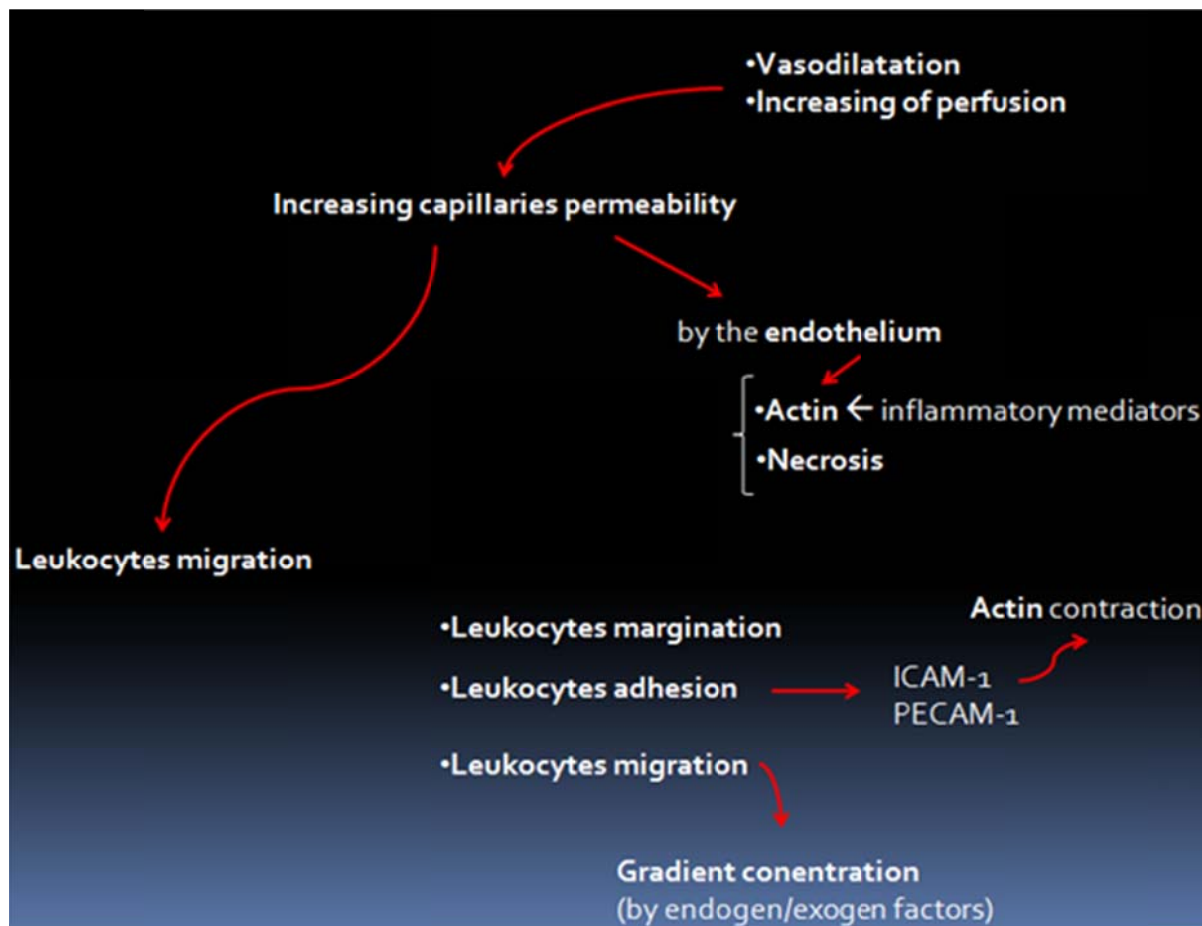 •Vasodilatation
•Increasing of perfusion
Increasing capillaries permeability
by the endothelium
•Actin ← inflammatory mediators
•Necrosis
Leukocytes migration
Actin contraction
•Leukocytes margination
•Leukocytes adhesion
ICAM-1
PECAM-1
•Leukocytes migration
Gradient conentration
(by endogen/exogen factors)